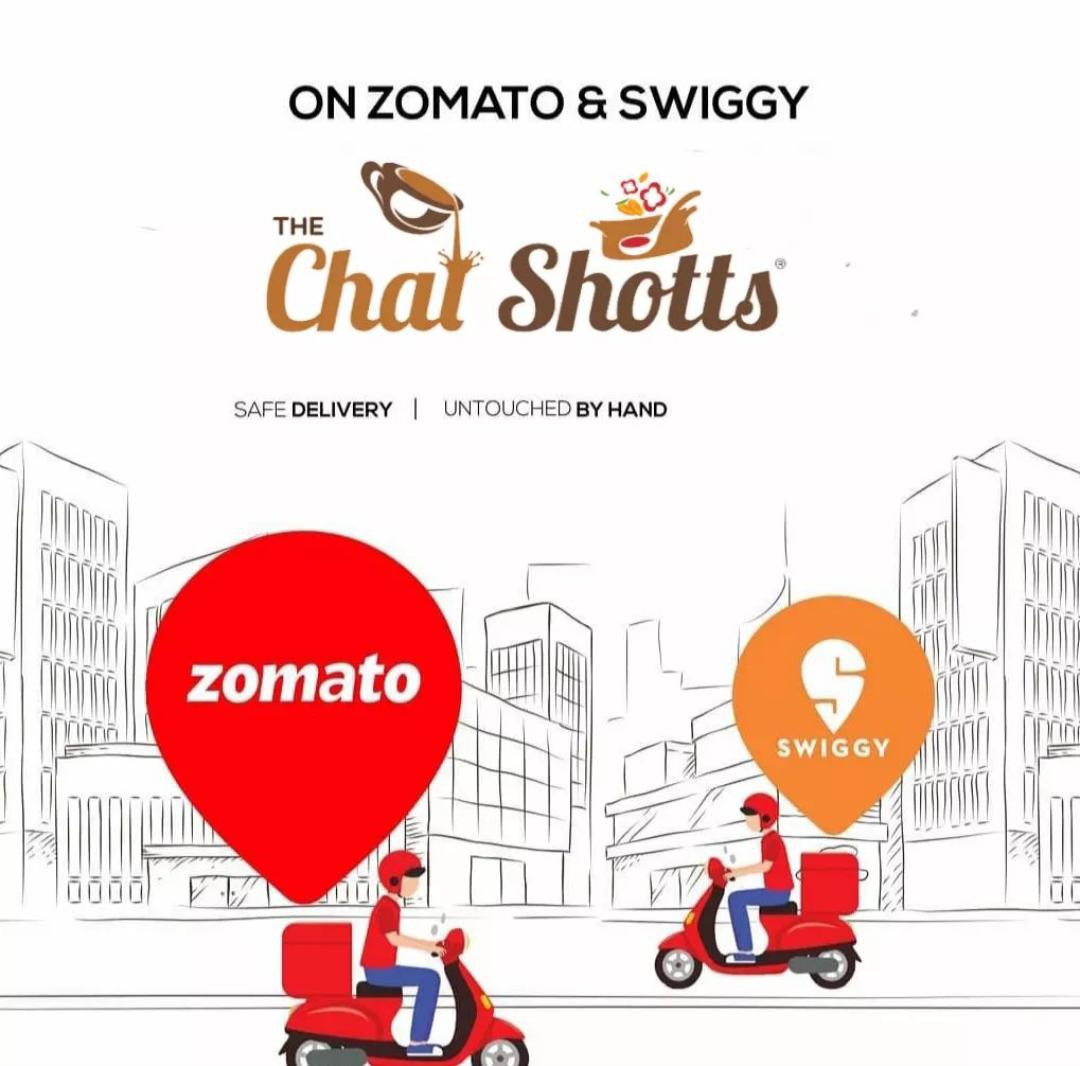 ON ZOMATO & SWIGGY
THE
Chai Shotts
®
SAFE DELIVERY | UNTOUCHED BY HAND
zomato
SWIGGY